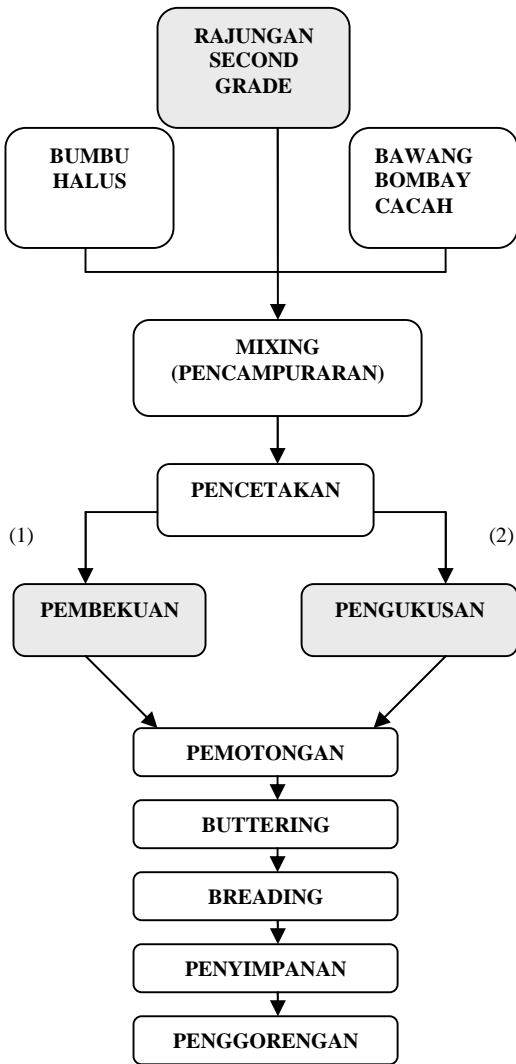 RAJUNGAN
SECOND
GRADE
BUMBU
HALUS
BAWANG
BOMBAY
CACAH
MIXING
(PENCAMPURARAN)
PENCETAKAN
(1)
(2)
PEMBEKUAN
PENGUKUSAN
PEMOTONGAN
BUTTERING
BREADING
PENYIMPANAN
PENGGORENGAN